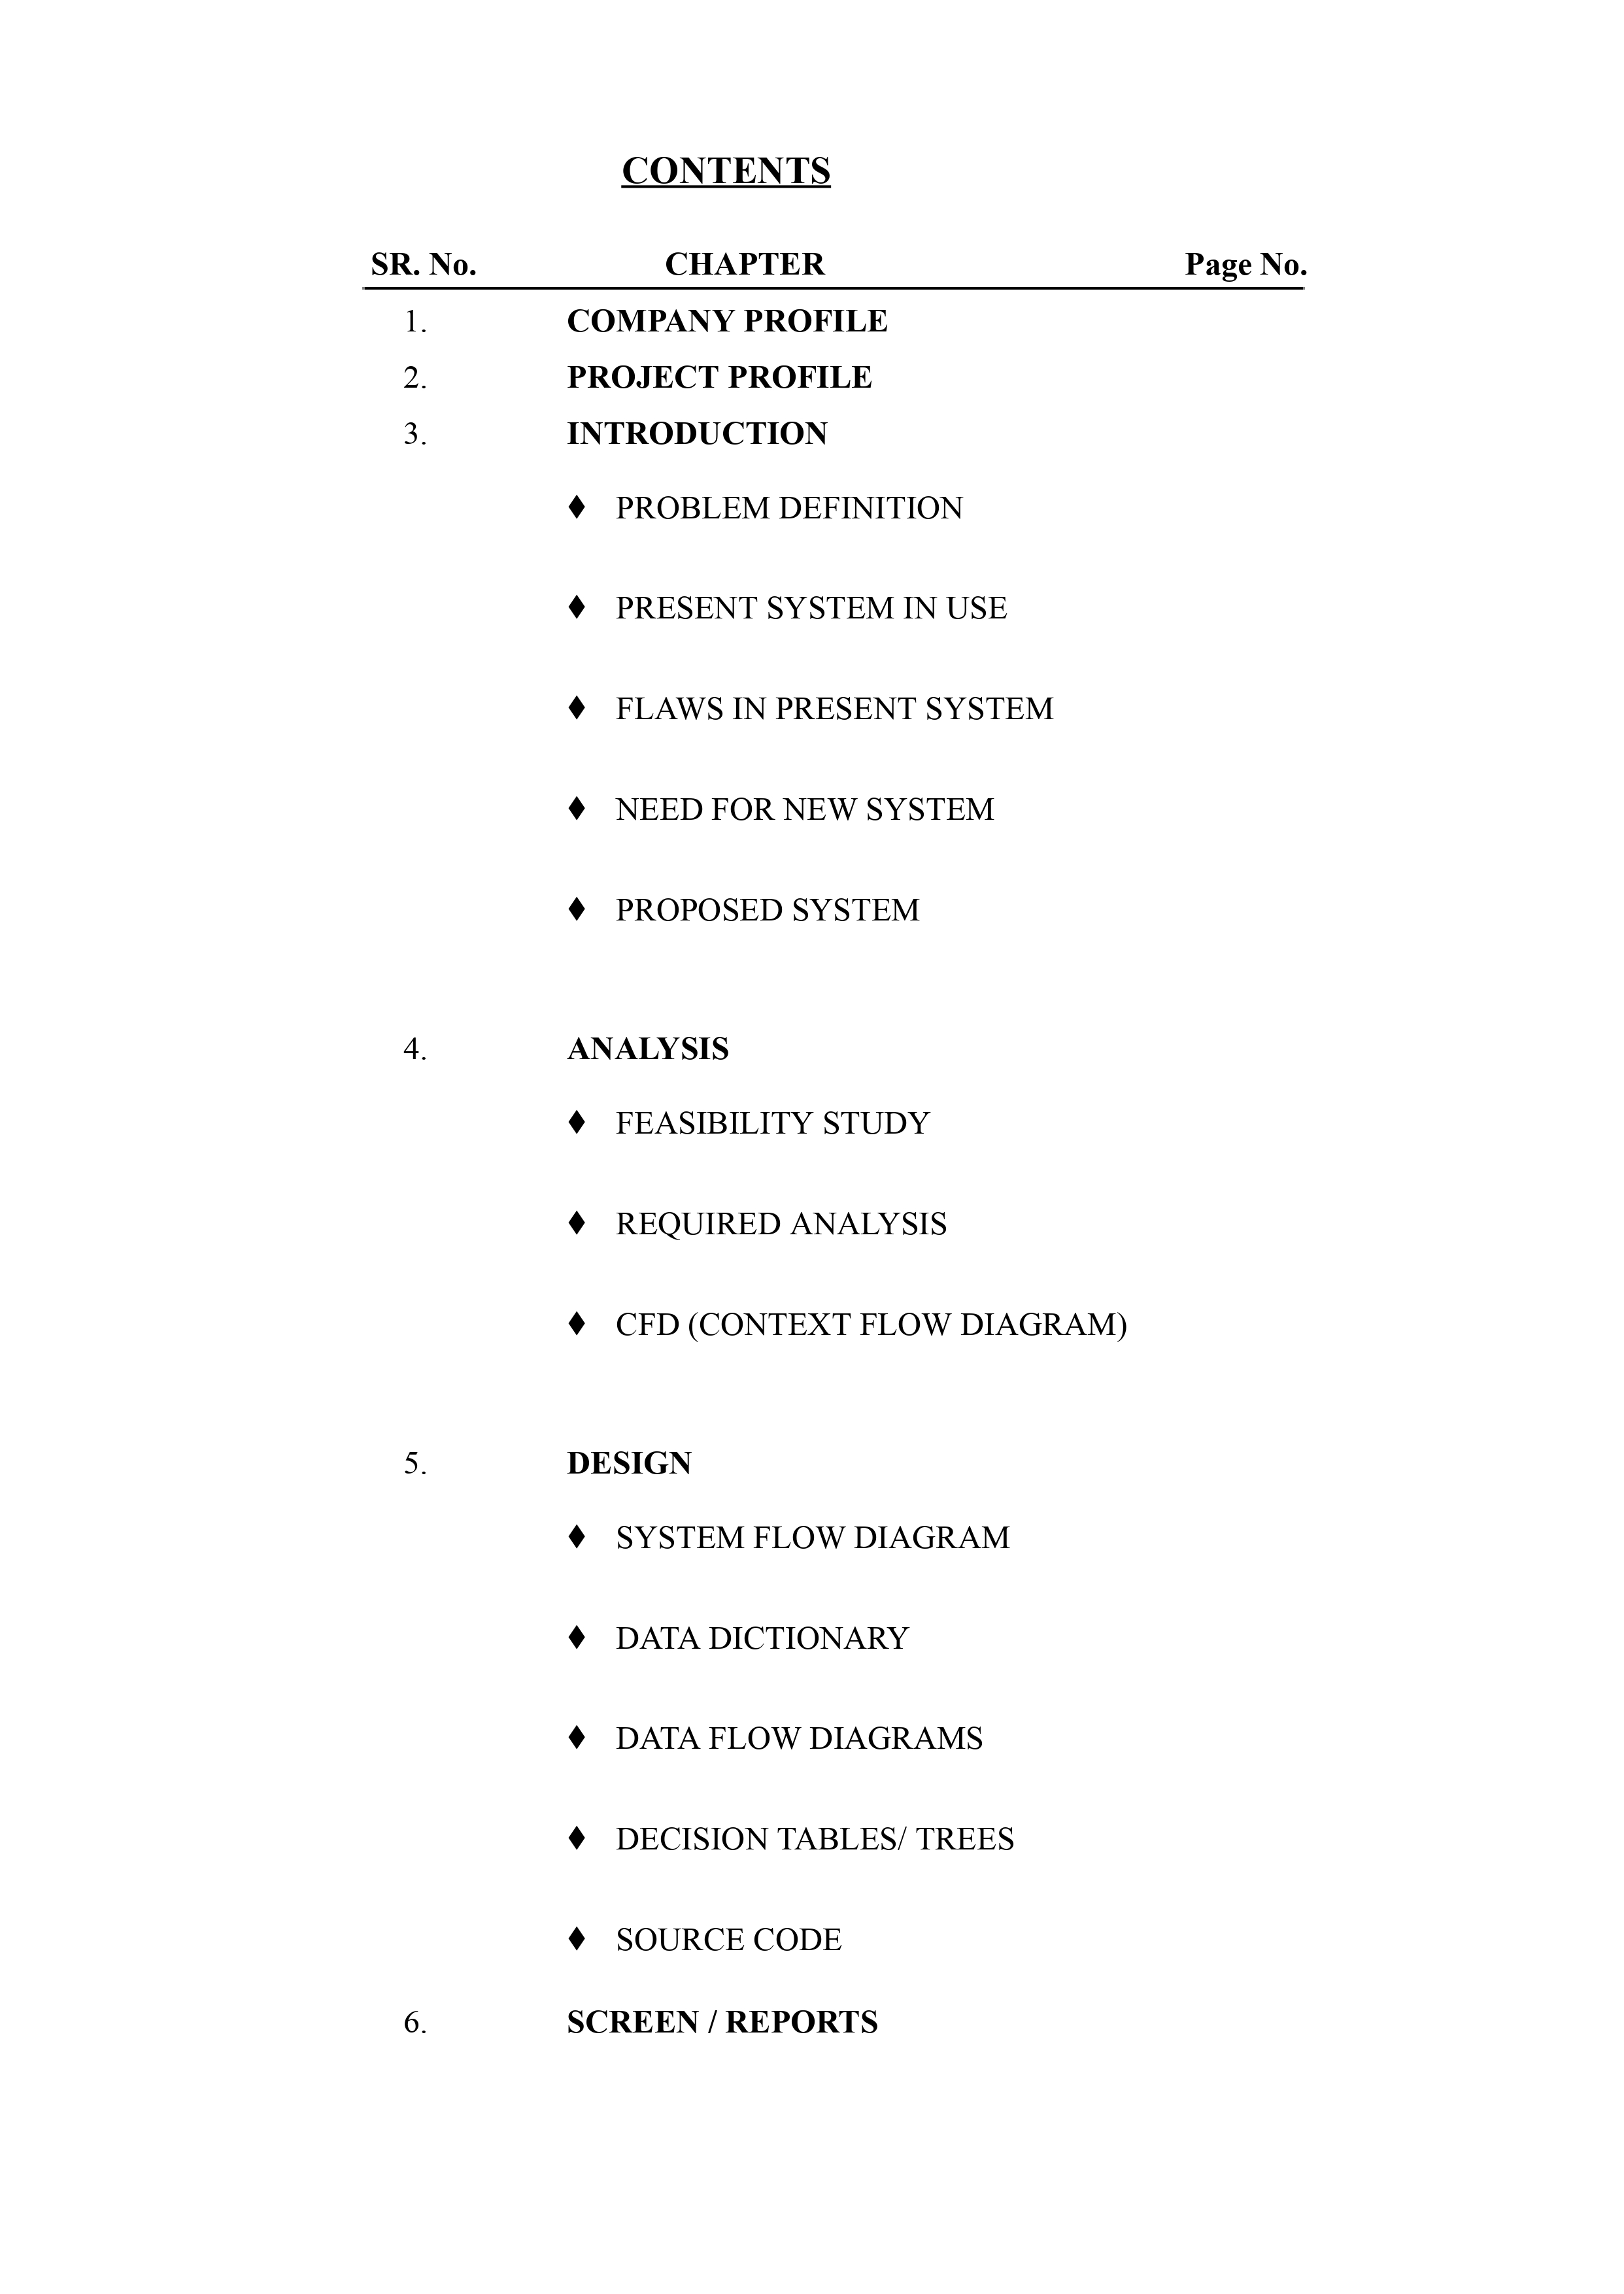 CONTENTS
SR. No. CHAPTER Page No.
1. COMPANY PROFILE
2. PROJECT PROFILE
3. INTRODUCTION
♦ PROBLEM DEFINITION
♦ PRESENT SYSTEM IN USE
♦ FLAWS IN PRESENT SYSTEM
♦ NEED FOR NEW SYSTEM
♦ PROPOSED SYSTEM
4. ANALYSIS
♦ FEASIBILITY STUDY
♦ REQUIRED ANALYSIS
♦ CFD (CONTEXT FLOW DIAGRAM)
5. DESIGN
♦ SYSTEM FLOW DIAGRAM
♦ DATA DICTIONARY
♦ DATA FLOW DIAGRAMS
♦ DECISION TABLES/ TREES
♦ SOURCE CODE
6. SCREEN / REPORTS